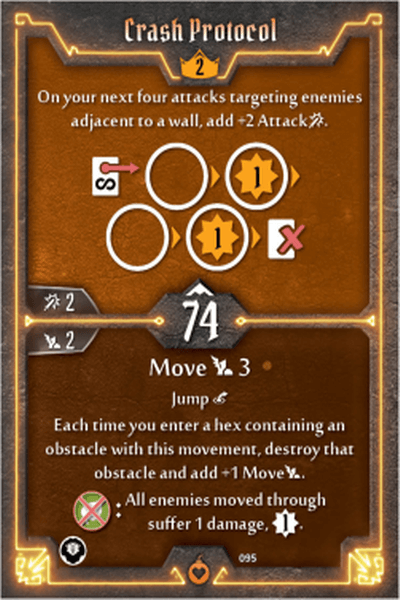 Crash Protocol
2
On your next four attacks targeting enemies
adjacent to a wall, add +2 Attack.
1
1
2
74
2
Move 3
Jump
Each time you enter a hex containing an
obstacle with this movement, destroy that
obstacle and add +1 Move.
: All enemies moved through
suffer 1 damage, 1.
095